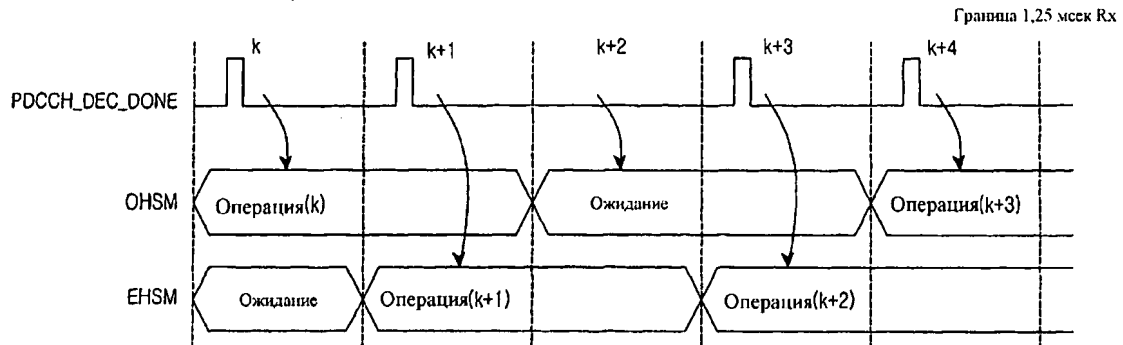 Граница 1,25 мсек Rx
k k+1 k+2 k+3 k+4
PDCCH_DEC_DONE
OHSM Операция(k) Ожидание Операция(k+3)
EHSM Ожидание Операция(k+1) Операция(k+2)